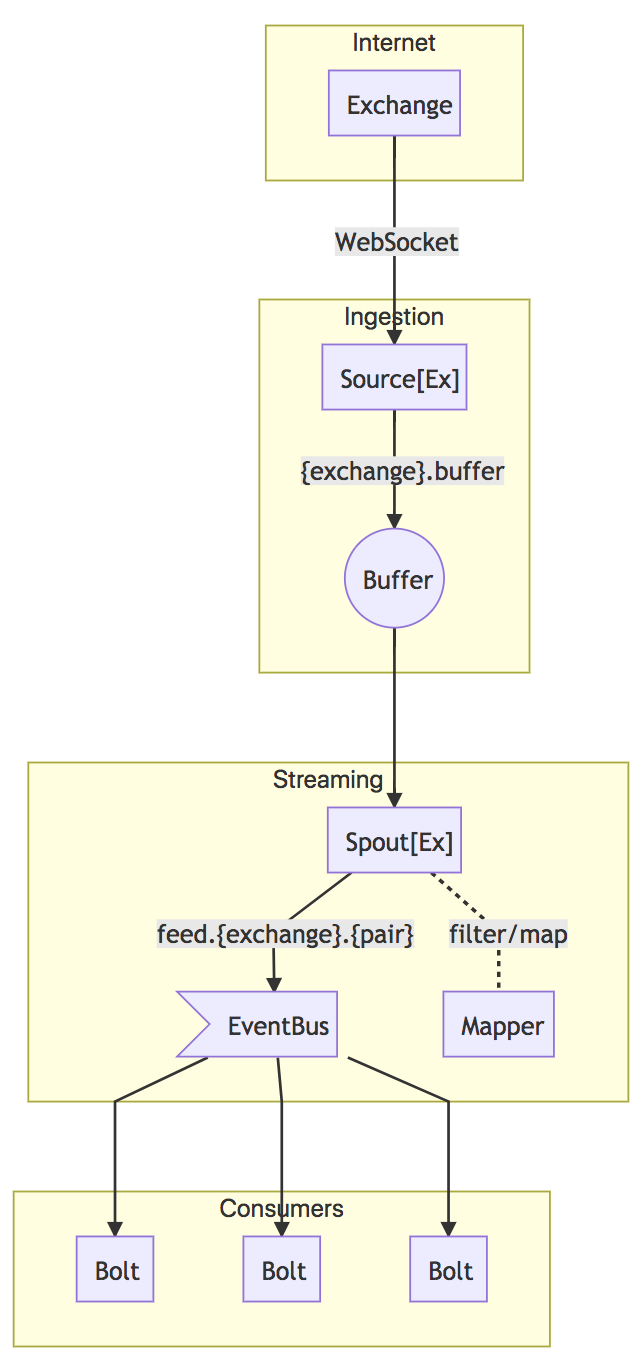 Internet
Exchange
WebSocket
Ingestion
Source[Ex]
{exchange}.buffer
Buffer
Streaming
Spout[Ex]
feed.{exchange}.{pair}
filter/map
EventBus
Mapper
Consumers
Bolt
Bolt
Bolt